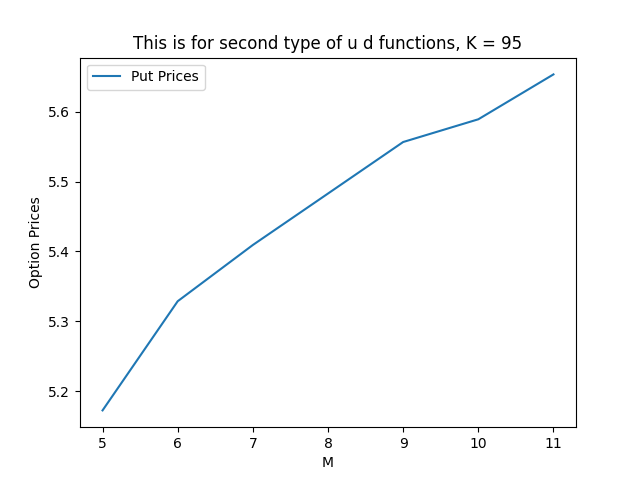 This is for second type of u d functions, K = 95
Put Prices
Option Prices
5.6
5.5
5.4
5.3
5.2
5 6 7 8 9 10 11
M